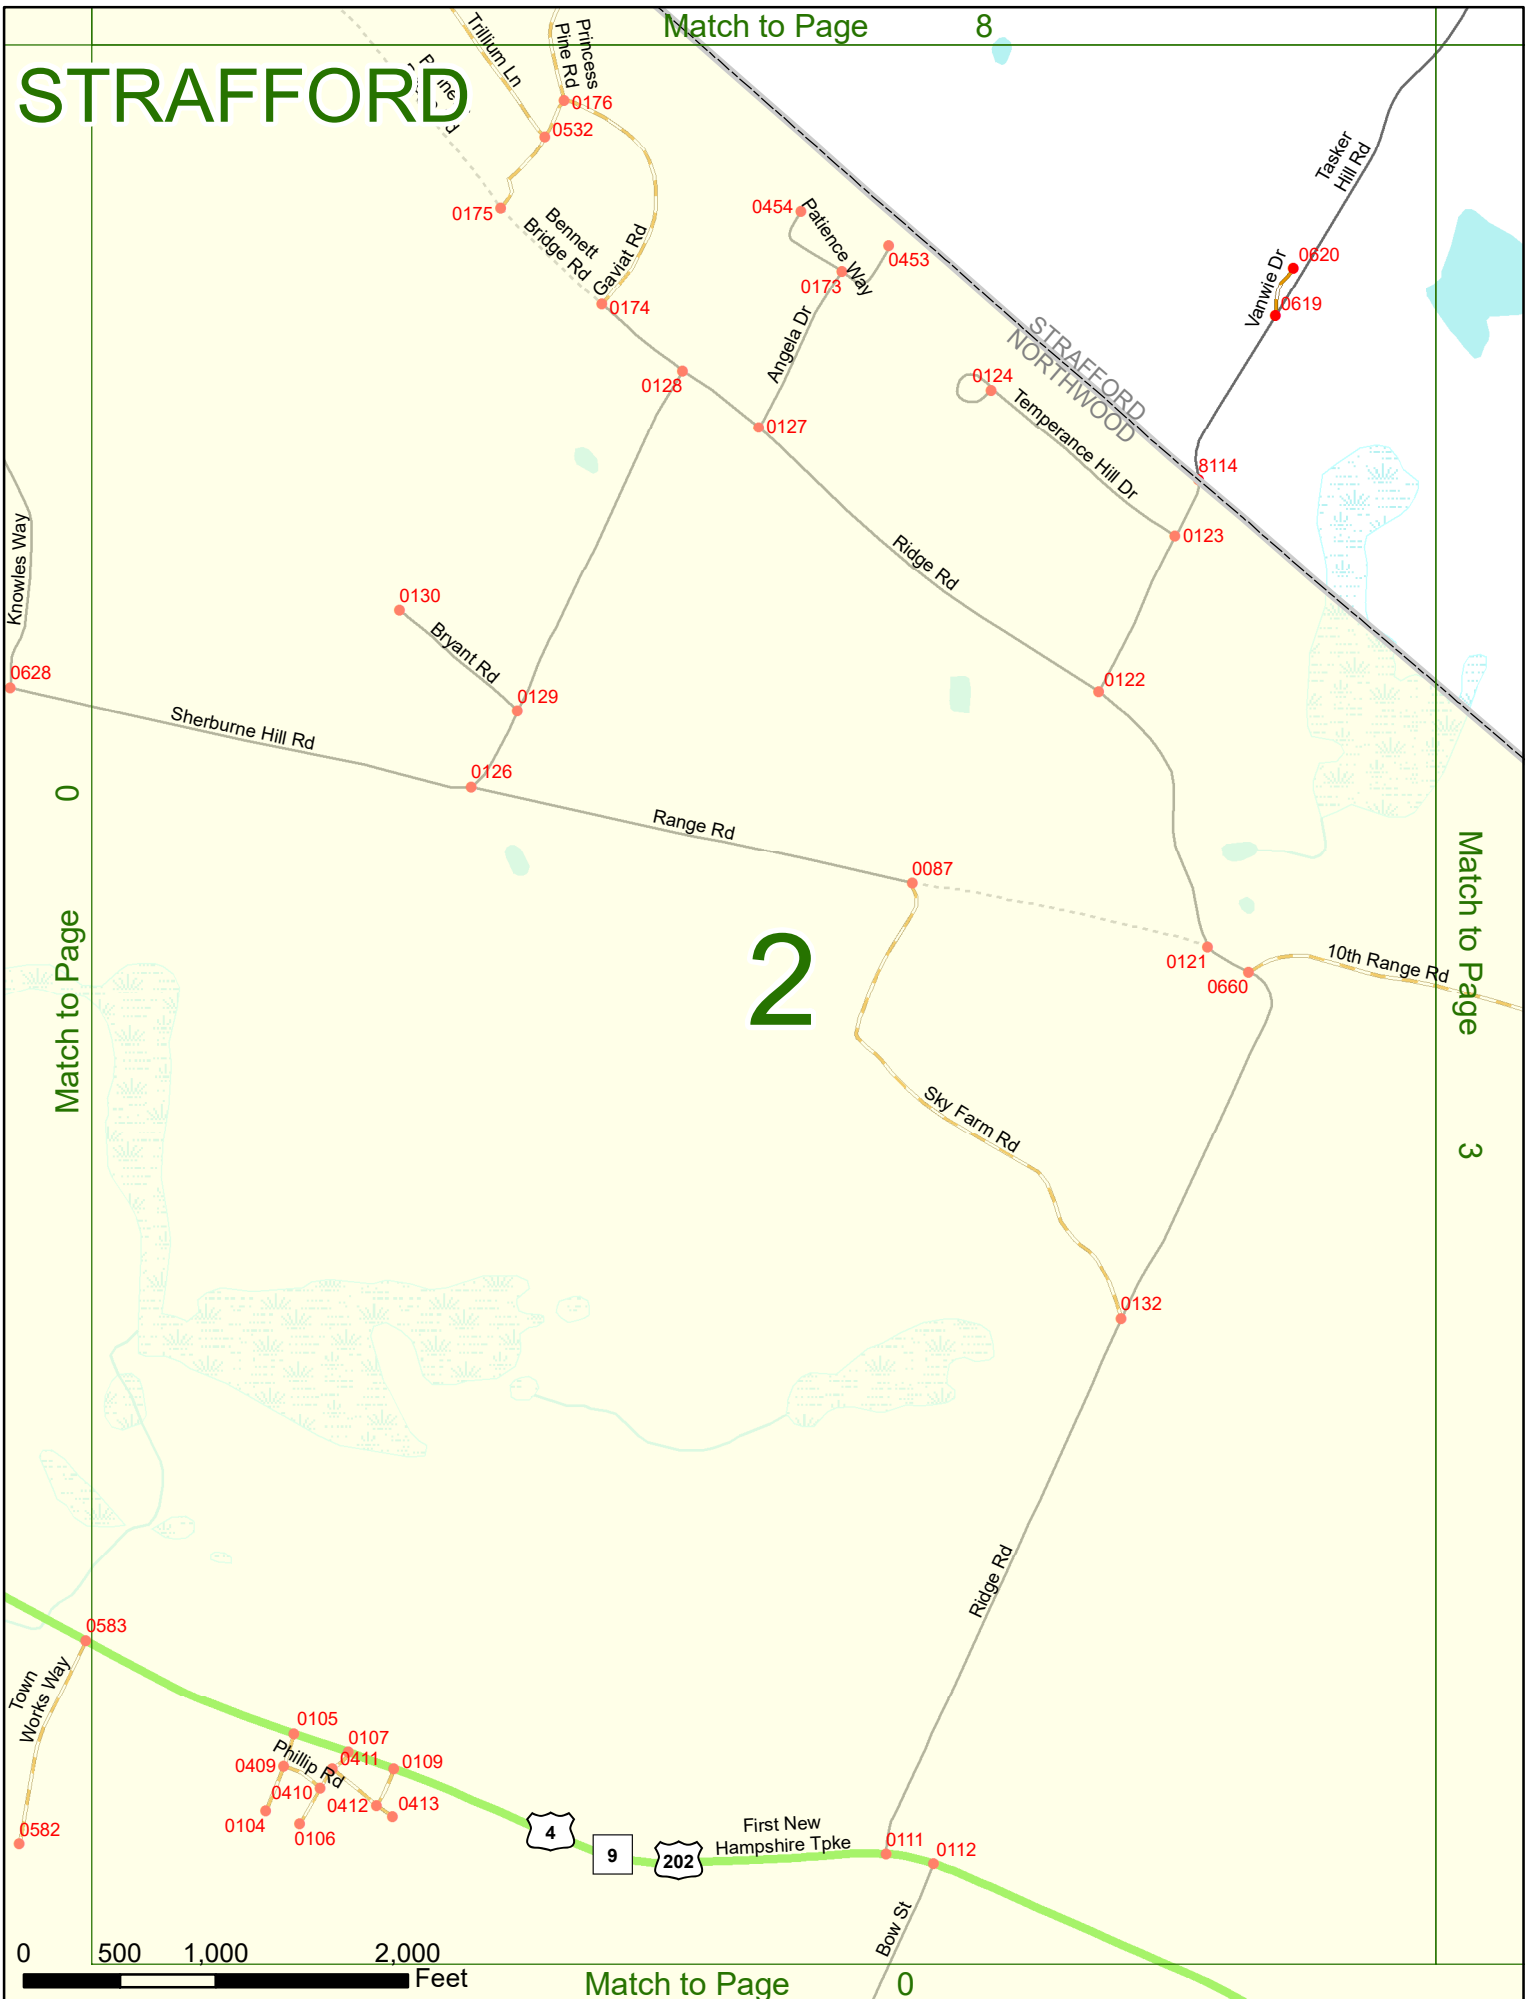 Match to Page 8
STRAFFORD
Trillium Ln
Princess
Pine Rd
0176
0532
0175
Bennett
Bridge Rd
Gaviat Rd
0174
0454
Patience Way
0453
0173
Angela Dr
Tasker
Hill Rd
Vanwie Dr
0620
0619
STRAFFORD
NORTHWOOD
0128
0127
0124
Temperance Hill Dr
8114
0123
Knowles Way
Ridge Rd
0130
Bryant Rd
0129
0628
Sherburne Hill Rd
0122
0126
Range Rd
0087
0121
0660
10th Range Rd
Match to Page 0
Match to Page 3
2
Sky Farm Rd
0132
Ridge Rd
0583
Town
Works Way
0582
0105
0107
0409
Phillip Rd
0411
0109
0410
0412
0413
0104
0106
4
9
202
First New
Hampshire Tpke
0111
0112
Bow St
0 500 1,000 2,000
Feet
Match to Page 0